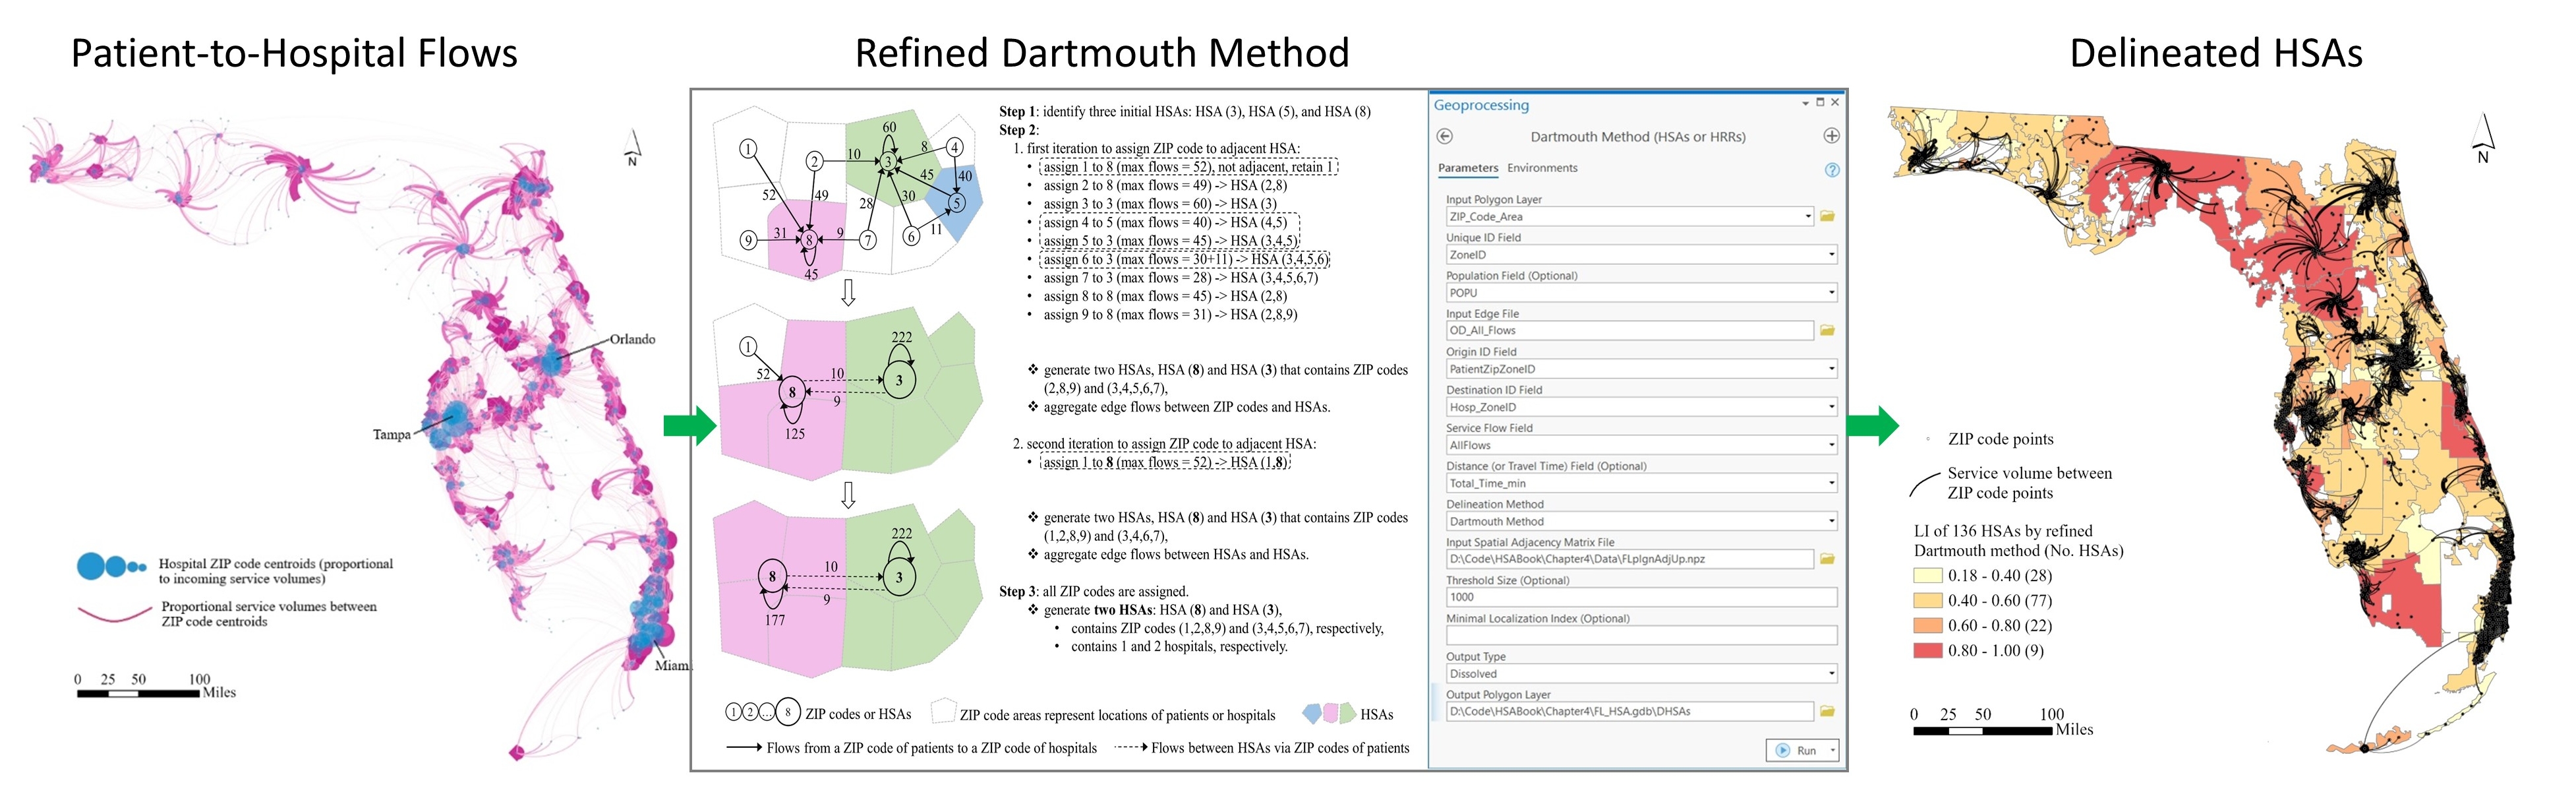 Patient-to-Hospital Flows
N
Orlando
Tampa
Miami
Hospital ZIP code centroids (proportional
to incoming service volumes)
Proportional service volumes between
ZIP code centroids
0 25 50 100
Miles
Refined Dartmouth Method
1
2
3
4
5
6
7
8
9
60
10
8
45
40
52
49
28
30
11
31
9
45
Step 1: identify three initial HSAs: HSA (3), HSA (5), and HSA (8)
Step 2:
1. first iteration to assign ZIP code to adjacent HSA:
• assign 1 to 8 (max flows = 52), not adjacent, retain 1
• assign 2 to 8 (max flows = 49) -> HSA (2,8)
• assign 3 to 3 (max flows = 60) -> HSA (3)
• assign 4 to 5 (max flows = 40) -> HSA (4,5)
• assign 5 to 3 (max flows = 45) -> HSA (3,4,5)
• assign 6 to 3 (max flows = 30+11) -> HSA (3,4,5,6)
• assign 7 to 3 (max flows = 28) -> HSA (3,4,5,6,7)
• assign 8 to 8 (max flows = 45) -> HSA (2,8)
• assign 9 to 8 (max flows = 31) -> HSA (2,8,9)
1
52
8
10
9
125
222
3
❖ generate two HSAs, HSA (8) and HSA (3) that contains ZIP codes
(2,8,9) and (3,4,5,6,7),
❖ aggregate edge flows between ZIP codes and HSAs.
2. second iteration to assign ZIP code to adjacent HSA:
• assign 1 to 8 (max flows = 52) -> HSA (1,8)
8
10
9
177
222
3
❖ generate two HSAs, HSA (8) and HSA (3) that contains ZIP codes
(1,2,8,9) and (3,4,6,7),
❖ aggregate edge flows between HSAs and HSAs.
Step 3: all ZIP codes are assigned.
❖ generate two HSAs: HSA (8) and HSA (3),
• contains ZIP codes (1,2,8,9) and (3,4,5,6,7), respectively,
• contains 1 and 2 hospitals, respectively.
1 2 ... 8 ZIP codes or HSAs
ZIP code areas represent locations of patients or hospitals
HSAs
Flows from a ZIP code of patients to a ZIP code of hospitals
Flows between HSAs via ZIP codes of patients
Geoprocessing
Dartmouth Method (HSAs or HRRs)
Parameters Environments
Input Polygon Layer
ZIP_Code_Area
Unique ID Field
ZoneID
Population Field (Optional)
POPU
Input Edge File
OD_All_Flows
Origin ID Field
PatientZipZoneID
Destination ID Field
Hosp_ZoneID
Service Flow Field
AllFlows
Distance (or Travel Time) Field (Optional)
Total_Time_min
Delineation Method
Dartmouth Method
Input Spatial Adjacency Matrix File
D:\Code\HSABook\Chapter4\Data\FLplgnAdjUp.npz
Threshold Size (Optional)
1000
Minimal Localization Index (Optional)
Output Type
Dissolved
Output Polygon Layer
D:\Code\HSABook\Chapter4\FL_HSA.gdb\DHSAs
Run
Delineated HSAs
N
ZIP code points
Service volume between
ZIP code points
LI of 136 HSAs by refined
Dartmouth method (No. HSAs)
0.18 - 0.40 (28)
0.40 - 0.60 (77)
0.60 - 0.80 (22)
0.80 - 1.00 (9)
0 25 50 100
Miles